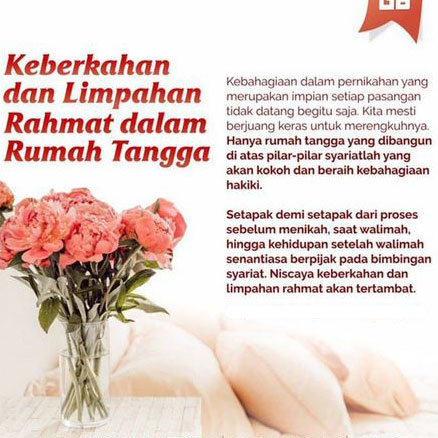 Keberkahan
dan Limpahan
Rahmat dalam
Rumah Tangga
Kebahagiaan dalam pernikahan yang
merupakan impian setiap pasangan
tidak datang begitu saja. Kita mesti
berjuang keras untuk merengkuhnya.
Hanya rumah tangga yang dibangun
di atas pilar-pilar syariatlah yang
akan kokoh dan beraih kebahagiaan
hakiki.
Setapak demi setapak dari proses
sebelum menikah, saat walimah,
hingga kehidupan setelah walimah
senantiasa berpijak pada bimbingan
syariat. Niscaya keberkahan dan
limpahan rahmat akan tertambat.